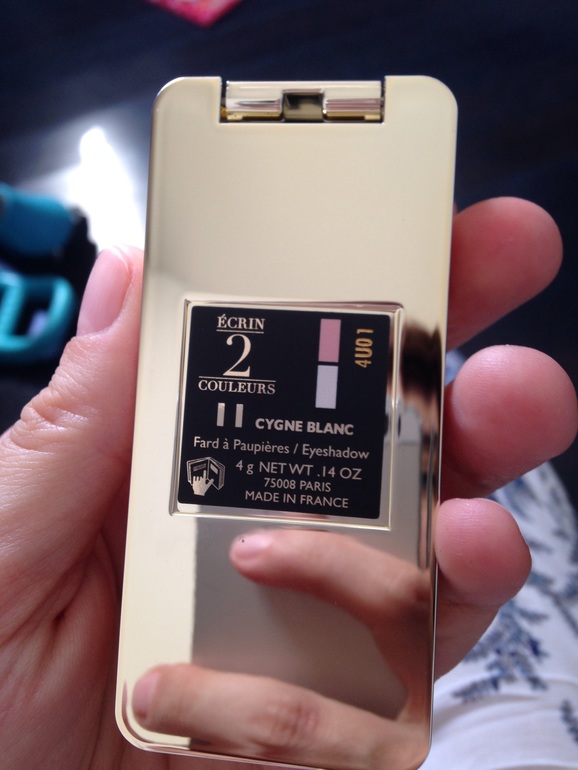 ÉCRIN
2
COULEURS
4U01
11 CYGNE BLANC
Fard à Paupières / Eyeshadow
4 g NET WT .14 OZ
75008 PARIS
MADE IN FRANCE